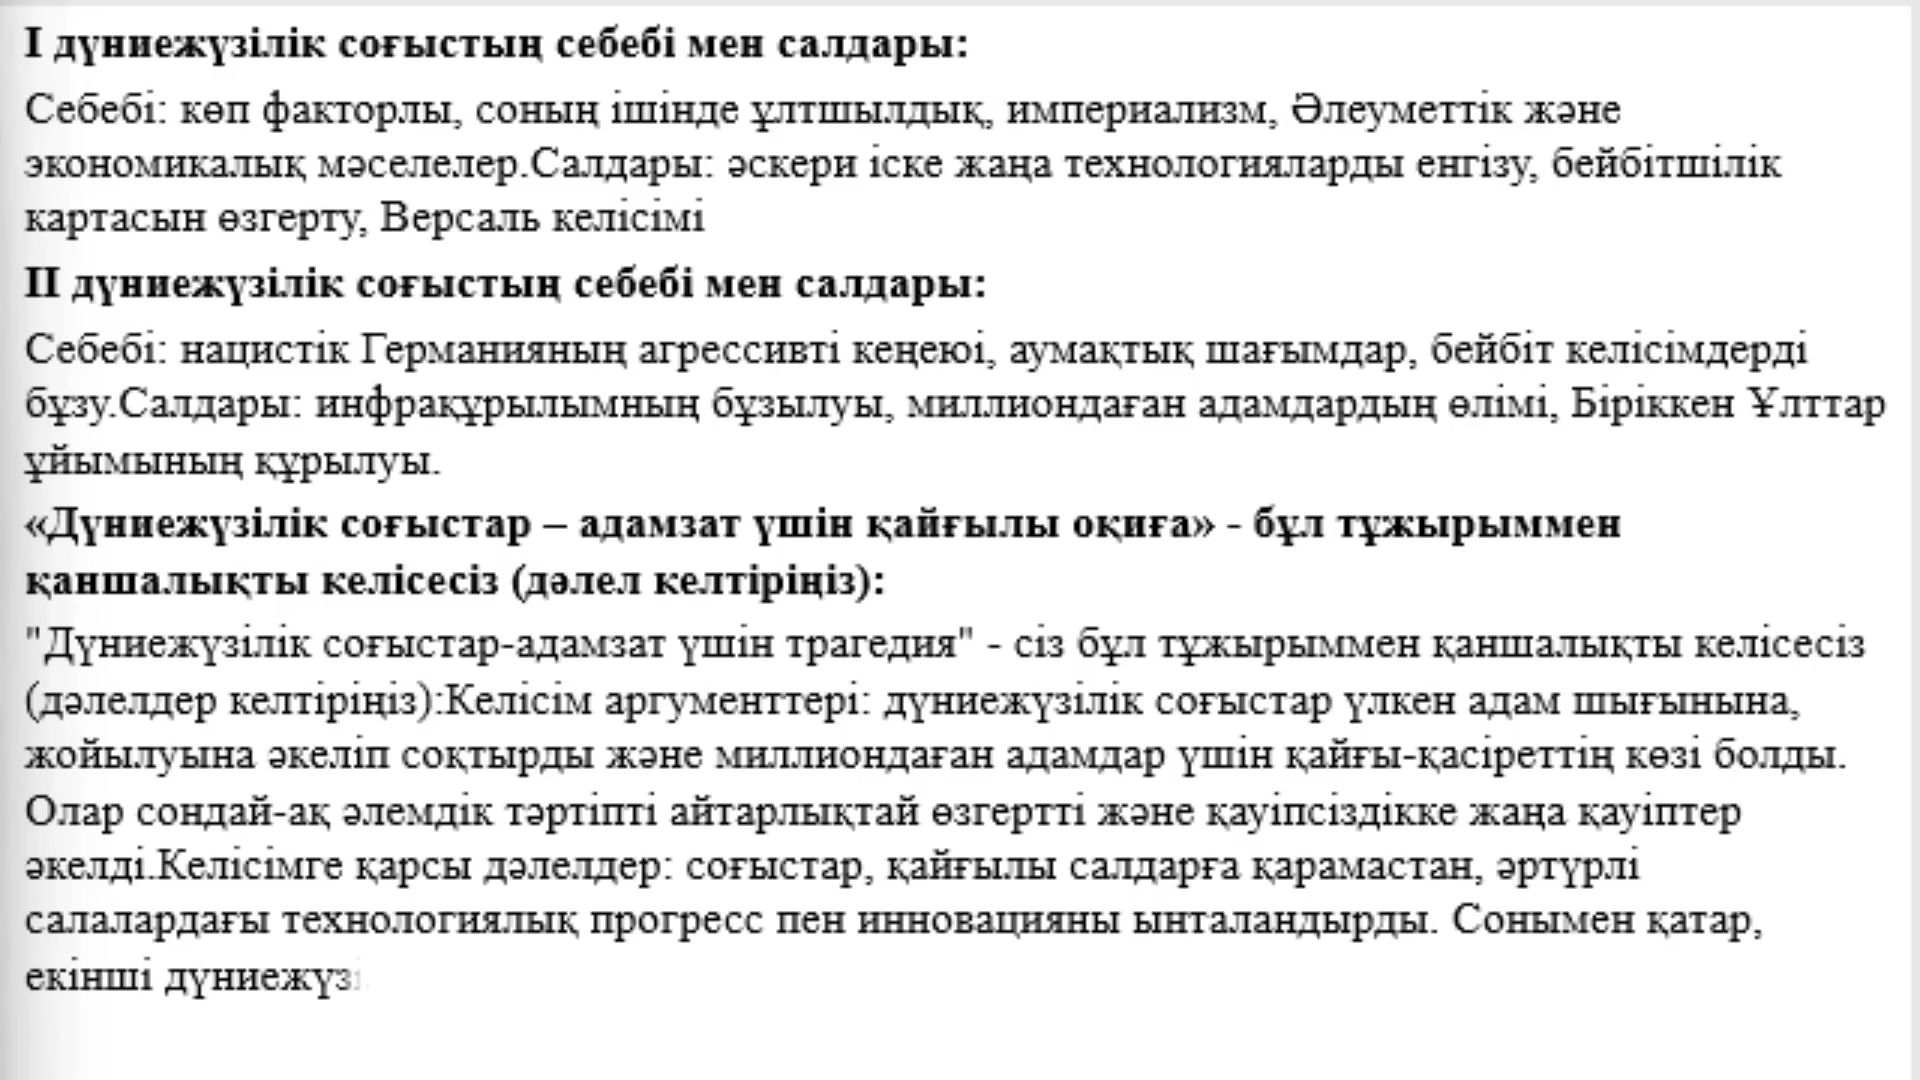 I дүниежүзілік соғыстың себебі мен салдары:
Себебі: көп факторлы, соның ішінде ұлтшылдық, империализм, Әлеуметтік және
экономикалық мәселелер.Салдары: әскери іске жаңа технологияларды енгізу, бейбітшілік
картасын өзгерту, Версаль келісімі
II дүниежүзілік соғыстың себебі мен салдары:
Себебі: нацистік Германияның агрессивті кеңеюі, аумақтық шағымдар, бейбіт келісімдерді
бұзу.Салдары: инфрақұрылымның бұзылуы, миллиондаған адамдардың өлімі, Біріккен Ұлттар
ұйымының құрылуы.
«Дүниежүзілік соғыстар – адамзат үшін қайғылы оқиға» - бұл тұжырыммен
қаншалықты келісесіз (дәлел келтіріңіз):
"Дүниежүзілік соғыстар-адамзат үшін трагедия" - сіз бұл тұжырыммен қаншалықты келісесіз
(дәлелдер келтіріңіз):Келісім аргументтері: дүниежүзілік соғыстар үлкен адам шығынына,
жойылуына әкеліп соқтырды және миллиондаған адамдар үшін қайғы-қасіреттің көзі болды.
Олар сондай-ақ әлемдік тәртіпті айтарлықтай өзгертті және қауіпсіздікке жаңа қауіптер
әкелді.Келісімге қарсы дәлелдер: соғыстар, қайғылы салдарға қарамастан, әртүрлі
салалардағы технологиялық прогресс пен инновацияны ынталандырды. Сонымен қатар,
екінші дүниежүзі